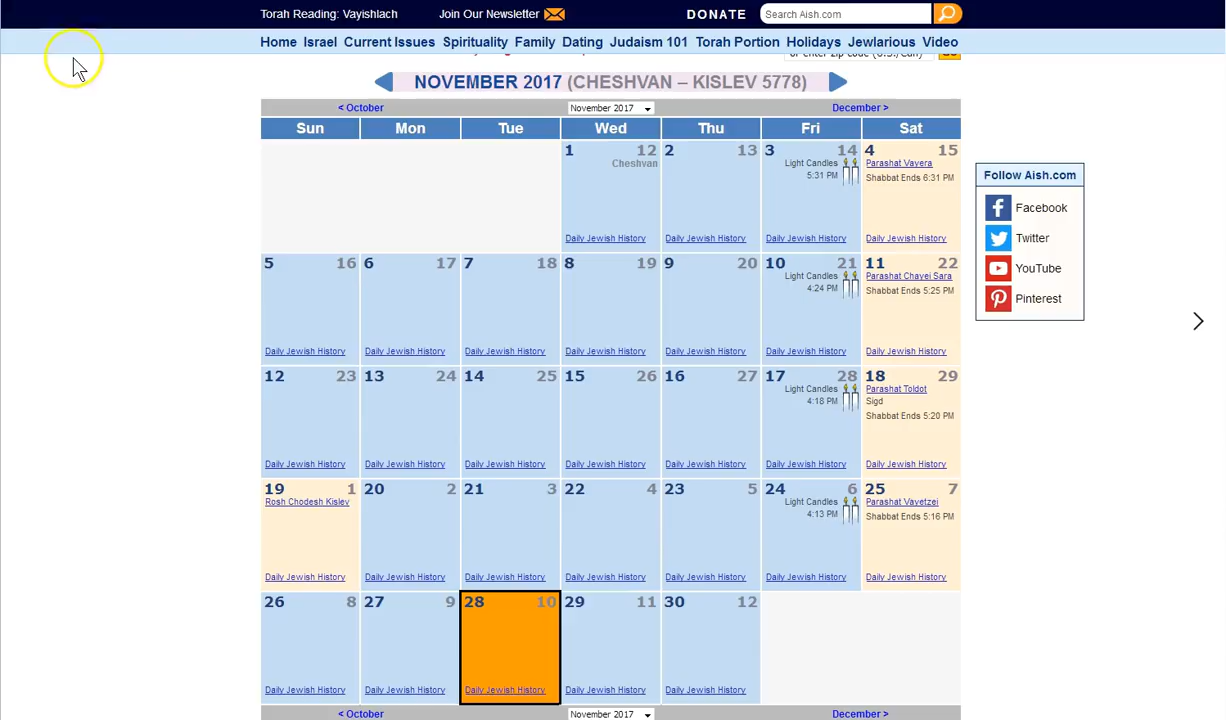 Torah Reading: Vayishlach Join Our Newsletter DONATE Search Aish.com
Home Israel Current Issues Spirituality Family Dating Judaism 101 Torah Portion Holidays Jewlarious Video
NOVEMBER 2017 (CHESHVAN – KISLEV 5778)
< October November 2017 December >
Sun Mon Tue Wed Thu Fri Sat
1 12 2 13 3 14 4 15
Cheshvan Light Candles Parashat Vayera
5:31 PM Shabbat Ends 6:31 PM
Daily Jewish History Daily Jewish History Daily Jewish History Daily Jewish History
5 16 6 17 7 18 8 19 9 20 10 21 11 22
Light Candles Parashat Chayei Sara
4:24 PM Shabbat Ends 5:25 PM
Daily Jewish History Daily Jewish History Daily Jewish History Daily Jewish History Daily Jewish History Daily Jewish History Daily Jewish History
12 23 13 24 14 25 15 26 16 27 17 28 18 29
Light Candles Parashat Toldot
4:18 PM Sigd
Shabbat Ends 5:20 PM
Daily Jewish History Daily Jewish History Daily Jewish History Daily Jewish History Daily Jewish History Daily Jewish History Daily Jewish History
19 1 20 2 21 3 22 4 23 5 24 6 25 7
Rosh Chodesh Kislev Light Candles Parashat Vayetzei
4:13 PM Shabbat Ends 5:16 PM
Daily Jewish History Daily Jewish History Daily Jewish History Daily Jewish History Daily Jewish History Daily Jewish History Daily Jewish History
26 8 27 9 28 10 29 11 30 12
Daily Jewish History Daily Jewish History Daily Jewish History Daily Jewish History Daily Jewish History
< October November 2017 December >
Follow Aish.com
Facebook
Twitter
YouTube
Pinterest